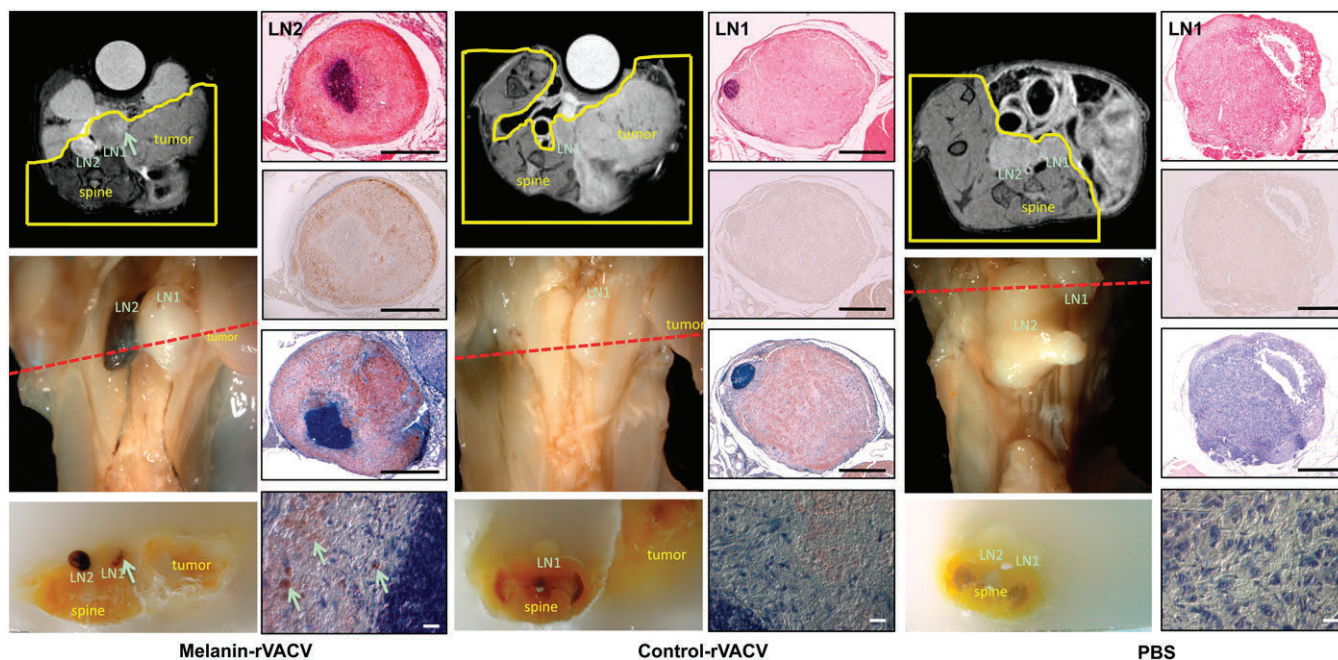 LN2
LN1
LN1
tumor
LN2
LN1
spine
tumor
LN1
LN2
LN1
spine
LN2
LN1
tumor
LN1
tumor
LN1
LN2
LN2
LN1
tumor
spine
LN1
tumor
spine
LN2
LN1
spine
Melanin-rVACV
Control-rVACV
PBS